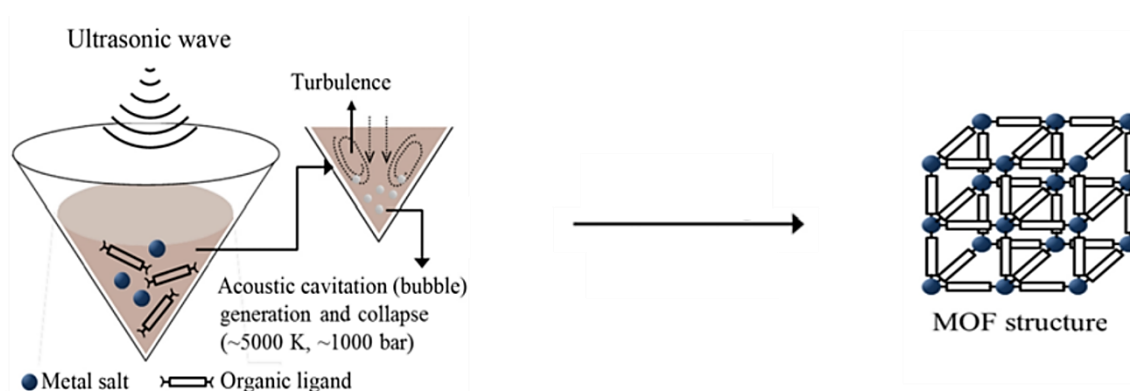 Ultrasonic wave
Turbulence
Acoustic cavitation (bubble)
generation and collapse
(~5000 K, ~1000 bar)
Metal salt
Organic ligand
MOF structure